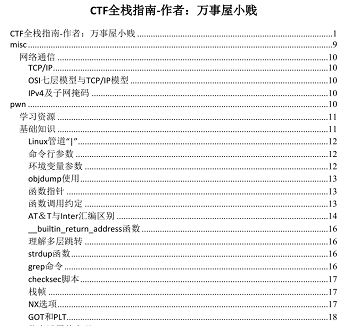 CTF全栈指南-作者：万事屋小贱
CTF全栈指南-作者：万事屋小贱 ........ 1
misc ........ 9
网络通信 ........ 10
TCP/IP ........ 10
OSI七层模型与TCP/IP模型 ........ 10
IPv4及子网掩码 ........ 10
pwn ........ 10
学习资源 ........ 11
基础知识 ........ 11
Linux管道“|” ........ 12
命令行参数 ........ 12
环境变量参数 ........ 12
objdump使用 ........ 13
函数指针 ........ 13
函数调用约定 ........ 13
AT＆T与Inter汇编区别 ........ 14
__builtin_return_address函数 ........ 16
理解多层跳转 ........ 16
strdup函数 ........ 16
grep命令 ........ 16
checksec脚本 ........ 17
栈帧 ........ 17
NX选项 ........ 17
GOT和PLT ........ 18